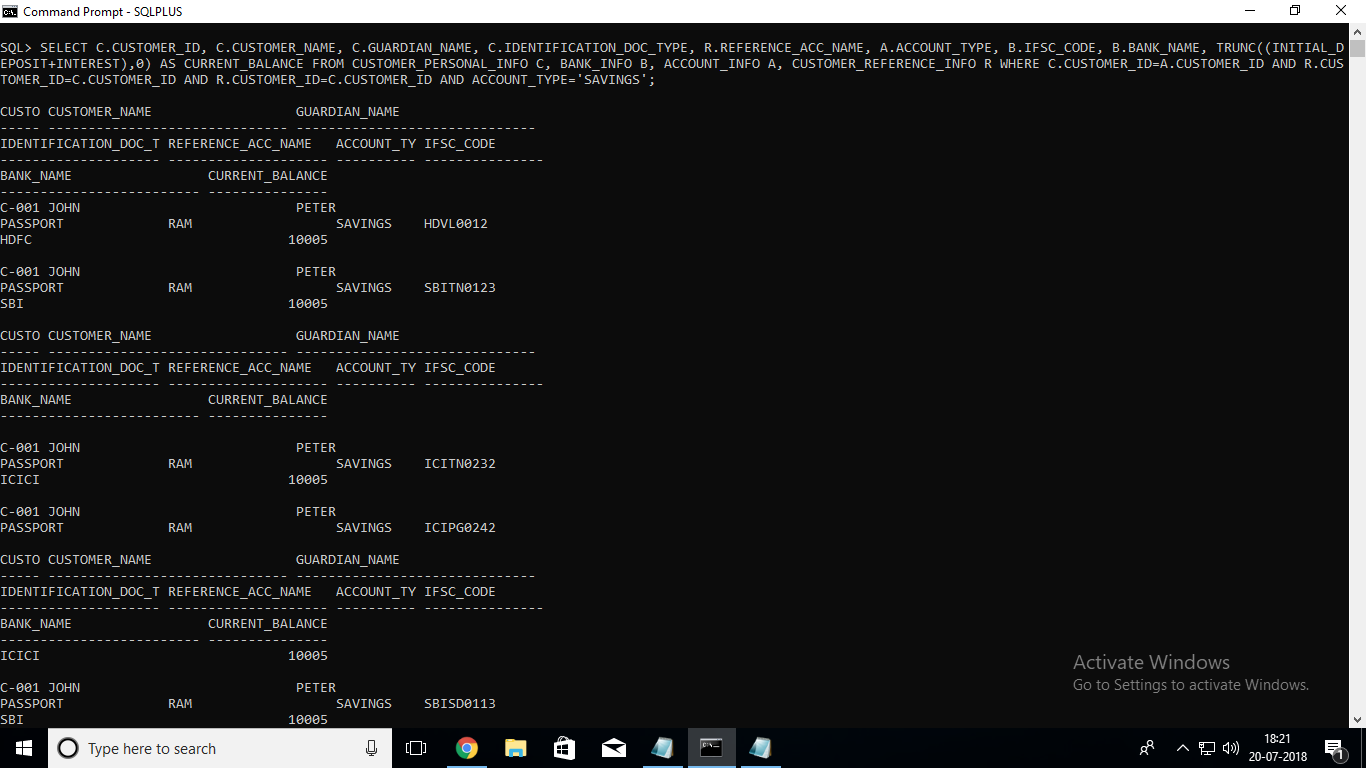 Command Prompt - SQLPLUS
SQL> SELECT C.CUSTOMER_ID, C.CUSTOMER_NAME, C.GUARDIAN_NAME, C.IDENTIFICATION_DOC_TYPE, R.REFERENCE_ACC_NAME, A.ACCOUNT_TYPE, B.IFSC_CODE, B.BANK_NAME, TRUNC((INITIAL_D
EPOSIT+INTEREST),0) AS CURRENT_BALANCE FROM CUSTOMER_PERSONAL_INFO C, BANK_INFO B, ACCOUNT_INFO A, CUSTOMER_REFERENCE_INFO R WHERE C.CUSTOMER_ID=A.CUSTOMER_ID AND R.CUS
TOMER_ID=C.CUSTOMER_ID AND R.CUSTOMER_ID=C.CUSTOMER_ID AND ACCOUNT_TYPE='SAVINGS';
CUSTO CUSTOMER_NAME                  GUARDIAN_NAME
----- ------------------------------ ------------------------------
IDENTIFICATION_DOC_T REFERENCE_ACC_NAME   ACCOUNT_TY IFSC_CODE
-------------------- -------------------- ---------- ---------------
BANK_NAME                 CURRENT_BALANCE
------------------------- ---------------
C-001 JOHN                           PETER
PASSPORT             RAM                  SAVINGS    HDVL0012
HDFC                                10005
C-001 JOHN                           PETER
PASSPORT             RAM                  SAVINGS    SBITN0123
SBI                                 10005
CUSTO CUSTOMER_NAME                  GUARDIAN_NAME
----- ------------------------------ ------------------------------
IDENTIFICATION_DOC_T REFERENCE_ACC_NAME   ACCOUNT_TY IFSC_CODE
-------------------- -------------------- ---------- ---------------
BANK_NAME                 CURRENT_BALANCE
------------------------- ---------------
C-001 JOHN                           PETER
PASSPORT             RAM                  SAVINGS    ICITN0232
ICICI                               10005
C-001 JOHN                           PETER
PASSPORT             RAM                  SAVINGS    ICIPG0242
CUSTO CUSTOMER_NAME                  GUARDIAN_NAME
----- ------------------------------ ------------------------------
IDENTIFICATION_DOC_T REFERENCE_ACC_NAME   ACCOUNT_TY IFSC_CODE
-------------------- -------------------- ---------- ---------------
BANK_NAME                 CURRENT_BALANCE
------------------------- ---------------
ICICI                               10005
C-001 JOHN                           PETER
PASSPORT             RAM                  SAVINGS    SBISD0113
SBI                                 10005
Activate Windows
Go to Settings to activate Windows.
Type here to search
18:21
20-07-2018
1